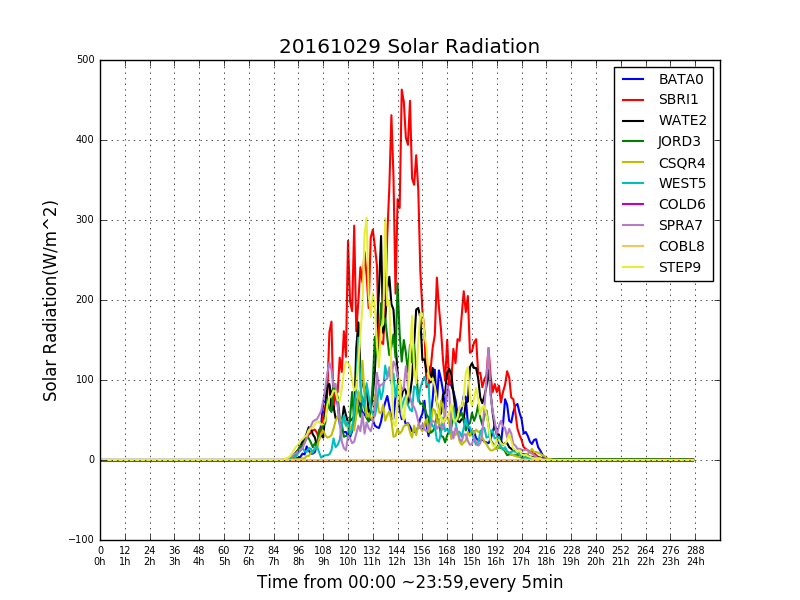 20161029 Solar Radiation
500
400
300
200
100
0
−100
Solar Radiation(W/m^2)
BATA0
SBRI1
WATE2
JORD3
CSQR4
WEST5
COLD6
SPRA7
COBL8
STEP9
0 12 24 36 48 60 72 84 96 108 120 132 144 156 168 180 192 204 216 228 240 252 264 276 288
0h 1h 2h 3h 4h 5h 6h 7h 8h 9h 10h 11h 12h 13h 14h 15h 16h 17h 18h 19h 20h 21h 22h 23h 24h
Time from 00:00 ~23:59,every 5min